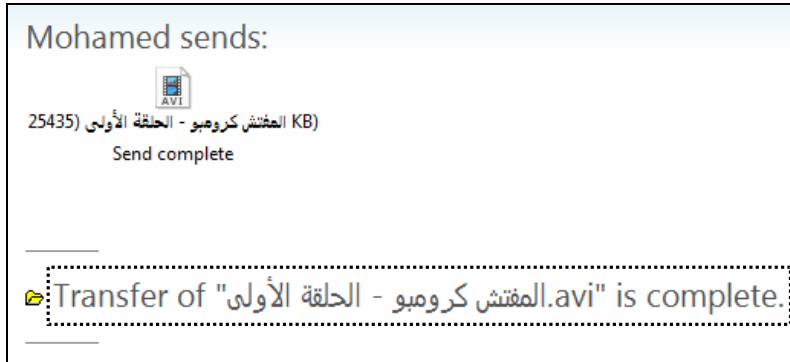 Mohamed sends:
AVI
المفتش كرومبو - الحلقة الأولى (25435 KB)
Send complete
Transfer of "المفتش كرومبو - الحلقة الأولى.avi" is complete.